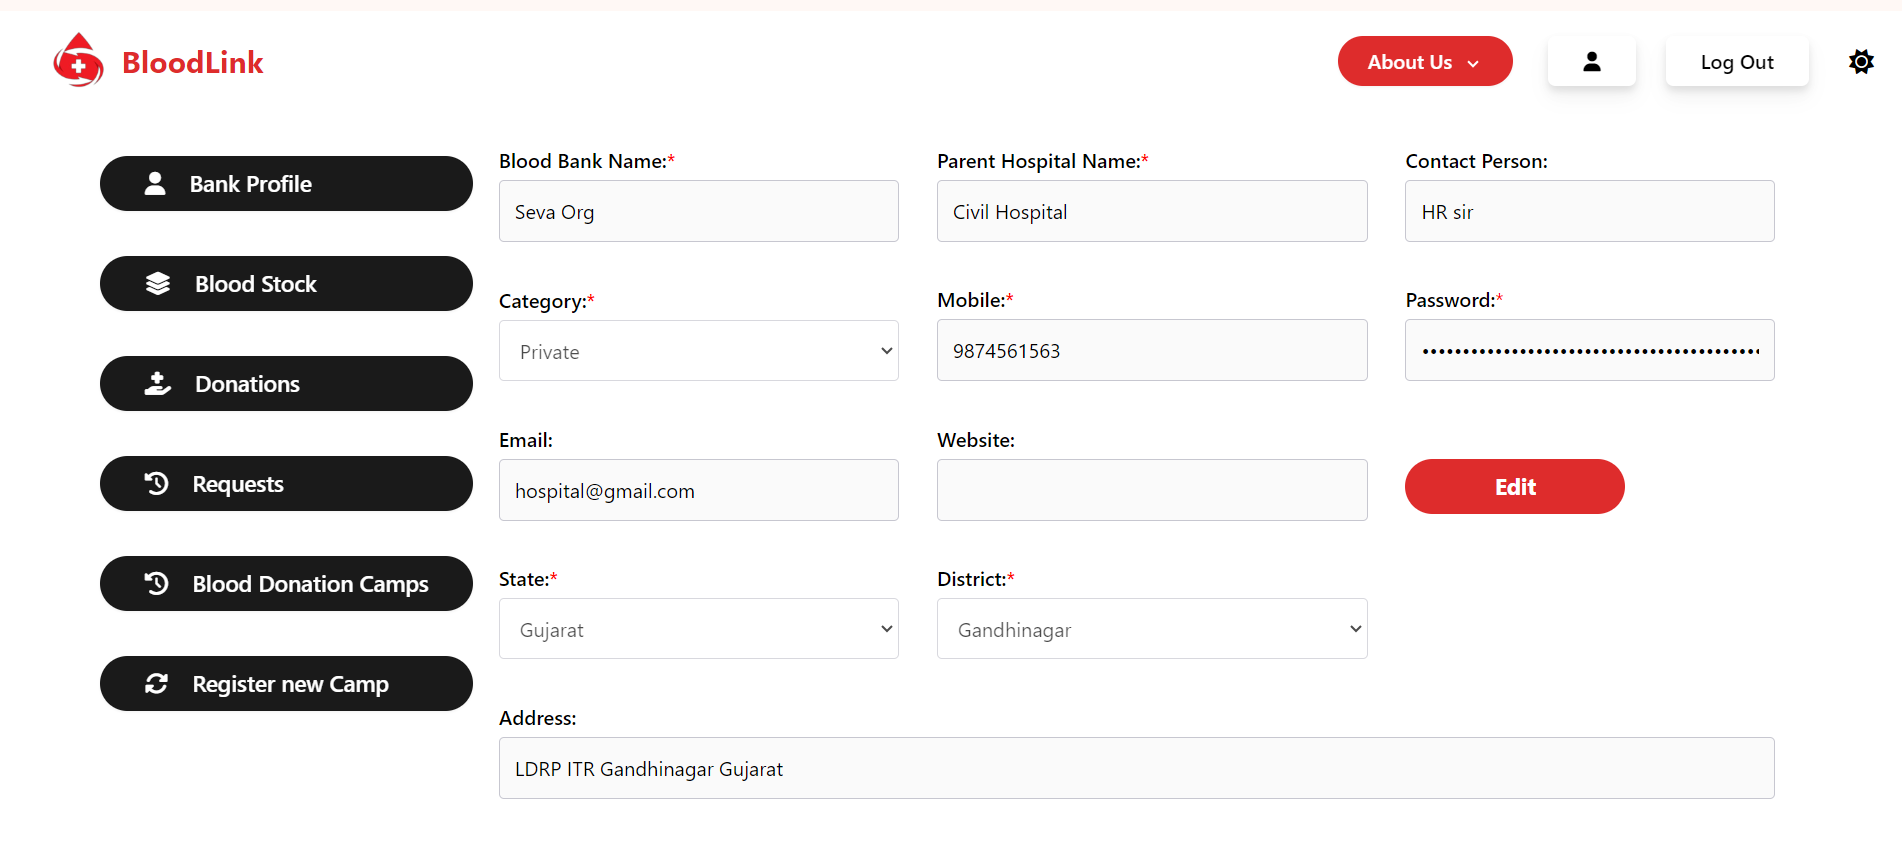 BloodLink
About Us
Log Out
Bank Profile
Blood Stock
Donations
Requests
Blood Donation Camps
Register new Camp
Blood Bank Name:*
Seva Org
Parent Hospital Name:*
Civil Hospital
Contact Person:
HR sir
Category:*
Private
Mobile:*
9874561563
Password:*
Email:
hospital@gmail.com
Website:
Edit
State:*
Gujarat
District:*
Gandhinagar
Address:
LDRP ITR Gandhinagar Gujarat